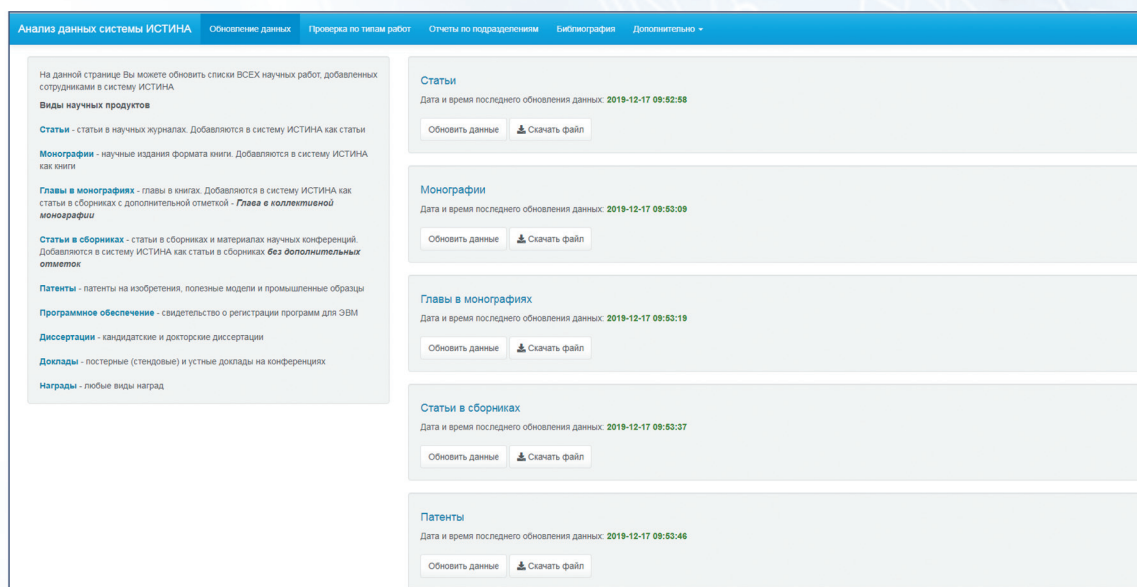 Анализ данных системы ИСТИНА Обновление данных Проверка по типам работ Отчеты по подразделениям Библиография Дополнительно
На данной странице Вы можете обновить списки ВСЕХ научных работ, добавленных
сотрудниками в систему ИСТИНА
Виды научных продуктов
Статьи - статьи в научных журналах. Добавляются в систему ИСТИНА как статьи
Монографии - научные издания формата книги. Добавляются в систему ИСТИНА
как книги
Главы в монографиях - главы в книгах. Добавляются в систему ИСТИНА как
статьи в сборниках с дополнительной отметкой - Глава в коллективной
монографии
Статьи в сборниках - статьи в сборниках и материалах научных конференций.
Добавляются в систему ИСТИНА как статьи в сборниках без дополнительных
отметок
Патенты - патенты на изобретения, полезные модели и промышленные образцы
Программное обеспечение - свидетельство о регистрации программ для ЭВМ
Диссертации - кандидатские и докторские диссертации
Доклады - постерные (стендовые) и устные доклады на конференциях
Награды - любые виды наград
Статьи
Дата и время последнего обновления данных: 2019-12-17 09:52:58
Обновить данные Скачать файл
Монографии
Дата и время последнего обновления данных: 2019-12-17 09:53:09
Обновить данные Скачать файл
Главы в монографиях
Дата и время последнего обновления данных: 2019-12-17 09:53:19
Обновить данные Скачать файл
Статьи в сборниках
Дата и время последнего обновления данных: 2019-12-17 09:53:37
Обновить данные Скачать файл
Патенты
Дата и время последнего обновления данных: 2019-12-17 09:53:46
Обновить данные Скачать файл